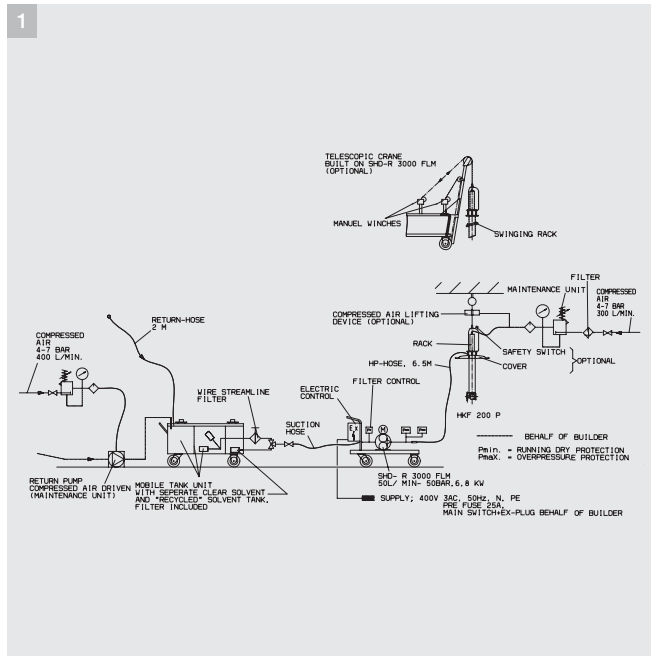 1
TELESCOPIC CRANE
BUILT ON SHD-R 3000 FLM
(OPTIONAL)
MANUEL WINCHES
SWINGING RACK
FILTER
MAINTENANCE UNIT
COMPRESSED
AIR
4-7 BAR
300 L/MIN.
COMPRESSED AIR LIFTING
DEVICE (OPTIONAL)
RETURN-HOSE
2 M
COMPRESSED
AIR
4-7 BAR
400 L/MIN.
RACK
SAFETY SWITCH
COVER
OPTIONAL
HP-HOSE, 6.5M
FILTER CONTROL
ELECTRIC
CONTROL
WIRE STREAMLINE
FILTER
SUCTION
HOSE
EX
M
HKF 200 P
BEHALF OF BUILDER
Pmin. = RUNNING DRY PROTECTION
PmaX. = OVERPRESSURE PROTECTION
RETURN PUMP
COMPRESSED AIR DRIVEN
(MAINTENANCE UNIT)
MOBILE TANK UNIT
WITH SEPERATE CLEAR SOLVENT
AND "RECYCLED" SOLVENT TANK,
FILTER INCLUDED
SHD- R 3000 FLM
50L/ MIN- 50BAR,6,8 KW
SUPPLY; 400V 3AC, 50Hz, N, PE
PRE FUSE 25A,
MAIN SWITCH+EX-PLUG BEHALF OF BUILDER